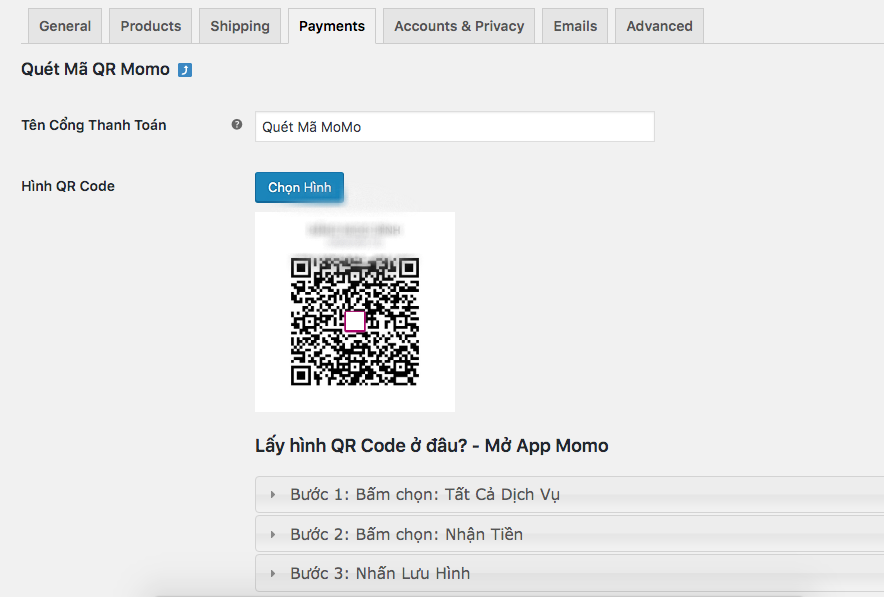 General Products Shipping Payments Accounts & Privacy Emails Advanced
Quét Mã QR Momo
Tên Cổng Thanh Toán
Quét Mã MoMo
Hình QR Code
Chọn Hình
Lấy hình QR Code ở đâu? - Mở App Momo
Bước 1: Bấm chọn: Tất Cả Dịch Vụ
Bước 2: Bấm chọn: Nhận Tiền
Bước 3: Nhấn Lưu Hình